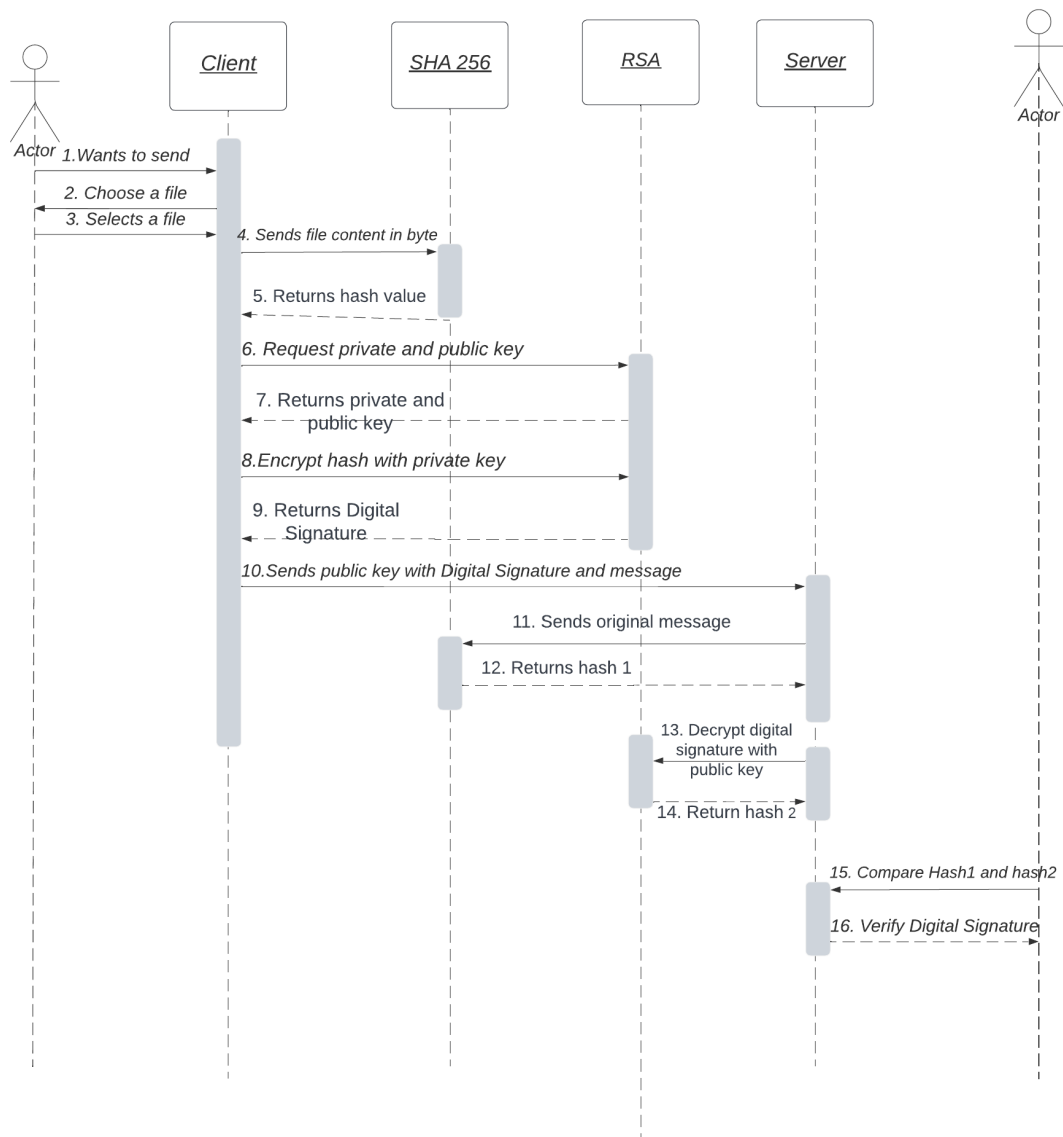 Client
SHA 256
RSA
Server
Actor
Actor
1.Wants to send
2. Choose a file
3. Selects a file
4. Sends file content in byte
5. Returns hash value
6. Request private and public key
7. Returns private and
public key
8.Encrypt hash with private key
9. Returns Digital
Signature
10.Sends public key with Digital Signature and message
11. Sends original message
12. Returns hash 1
13. Decrypt digital
signature with
public key
14. Return hash 2
15. Compare Hash1 and hash2
16. Verify Digital Signature